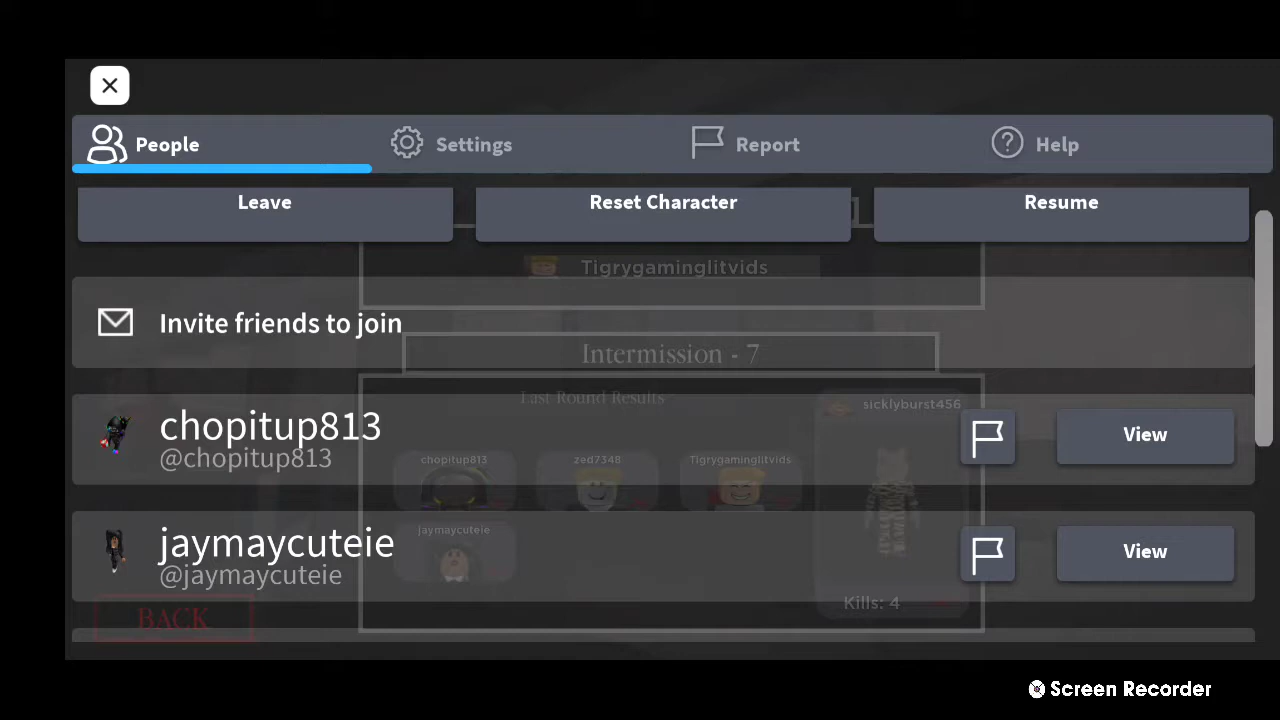 People
Settings
Report
Help
Leave
Reset Character
Resume
Tigrygaminglitvids
Invite friends to join
Intermission - 7
Last Round Results
sicklyburst456
chopitup813
@chopitup813
View
chopitup813
zed7348
Tigrygaminglitvids
jaymaycuteie
jaymaycuteie
@jaymaycuteie
View
Kills: 4
BACK
Screen Recorder